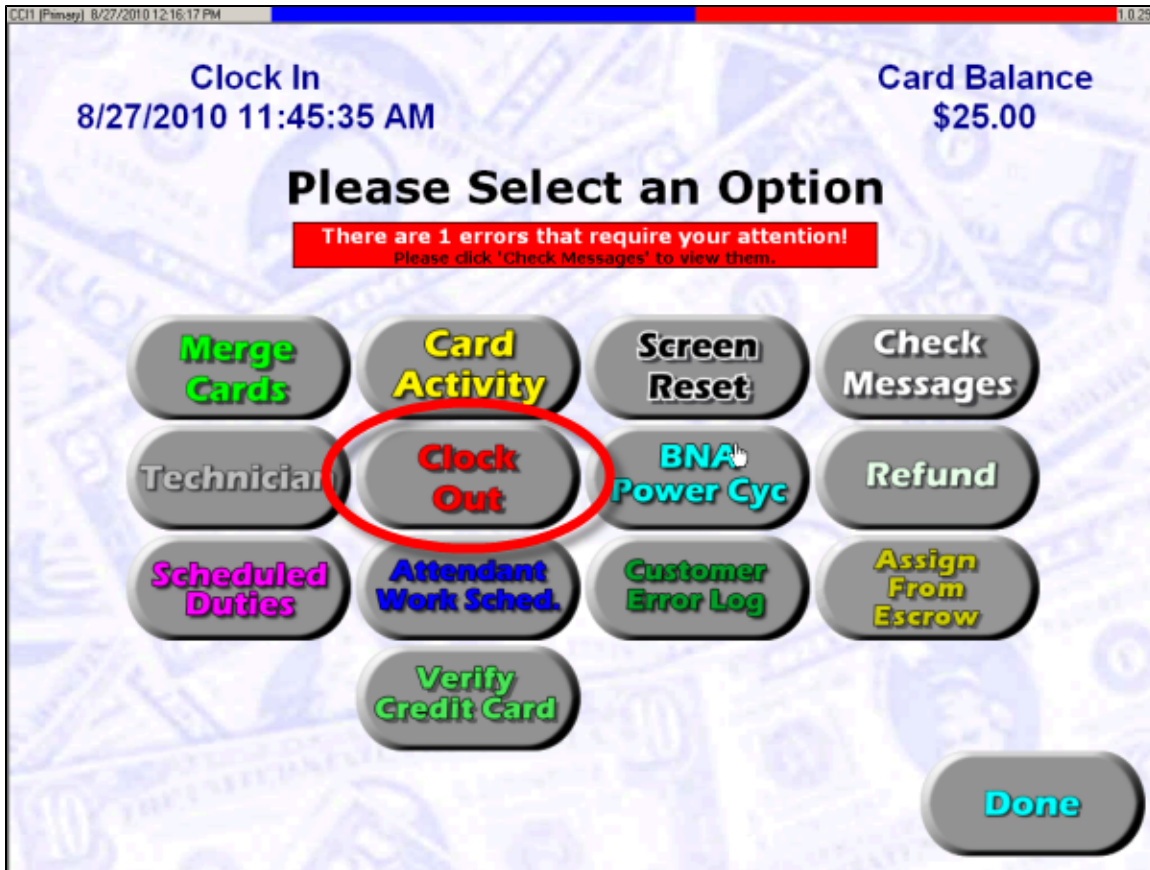 CCI1 (Primary) 8/27/2010 12:16:17 PM
1.0.25
Clock In
8/27/2010 11:45:35 AM
Card Balance
$25.00
Please Select an Option
There are 1 errors that require your attention!
Please click 'Check Messages' to view them.
Merge
Cards
Card
Activity
Screen
Reset
Check
Messages
Technician
Clock
Out
BNA
Power Cyc
Refund
Scheduled
Duties
Attendant
Work Sched.
Customer
Error Log
Assign
From
Escrow
Verify
Credit Card
Done